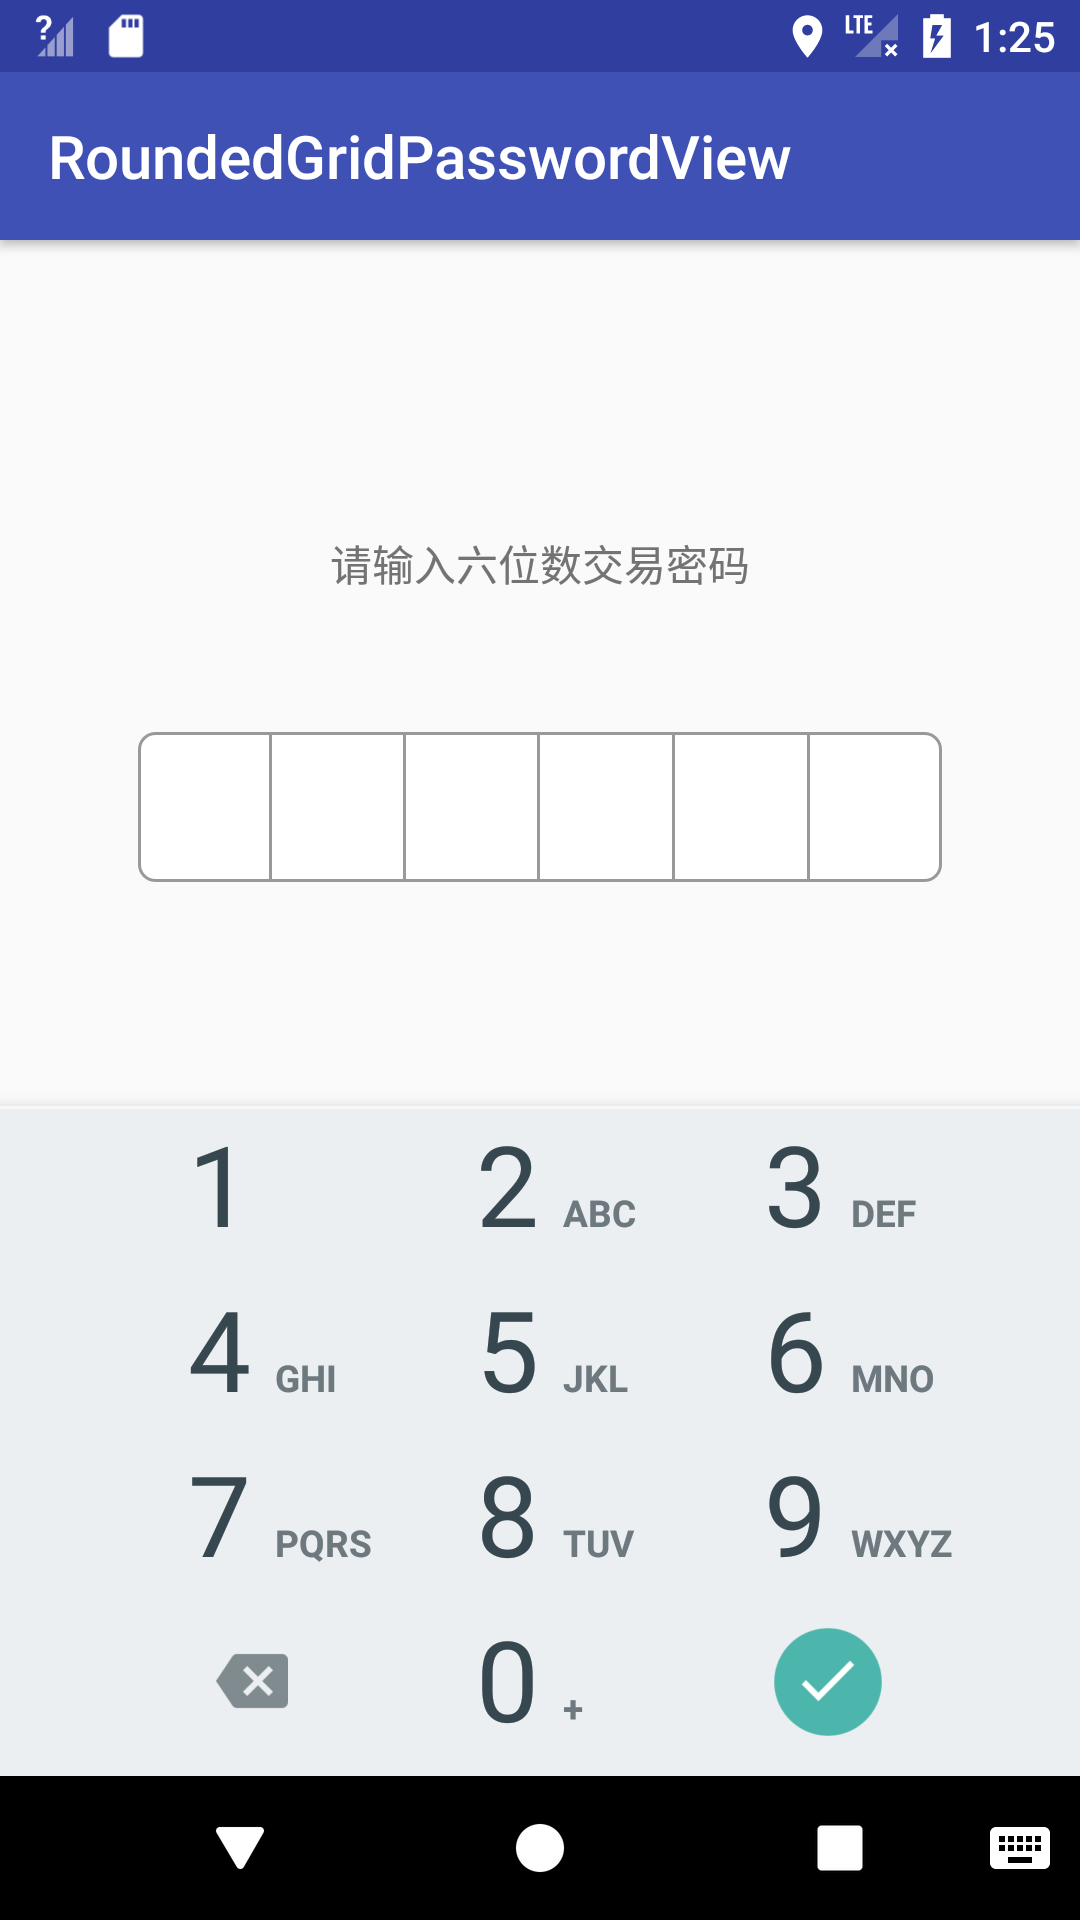 ? LTE 1:25
RoundedGridPasswordView
请输入六位数交易密码
1 2 ABC 3 DEF
4 GHI 5 JKL 6 MNO
7 PQRS 8 TUV 9 WXYZ
0 +